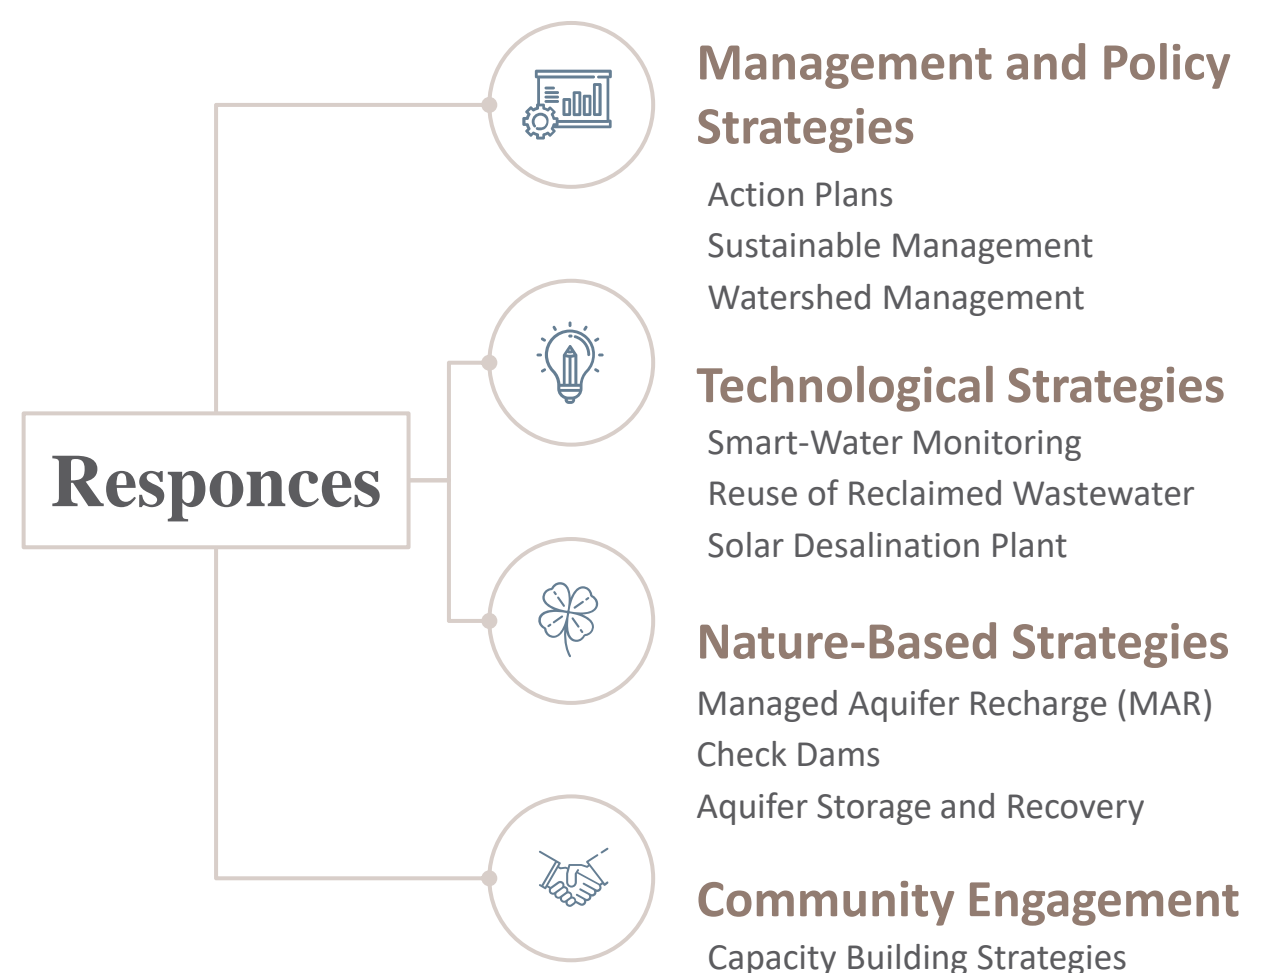 Management and Policy
Strategies
Action Plans
Sustainable Management
Watershed Management
Technological Strategies
Smart-Water Monitoring
Reuse of Reclaimed Wastewater
Solar Desalination Plant
Responces
Nature-Based Strategies
Managed Aquifer Recharge (MAR)
Check Dams
Aquifer Storage and Recovery
Community Engagement
Capacity Building Strategies